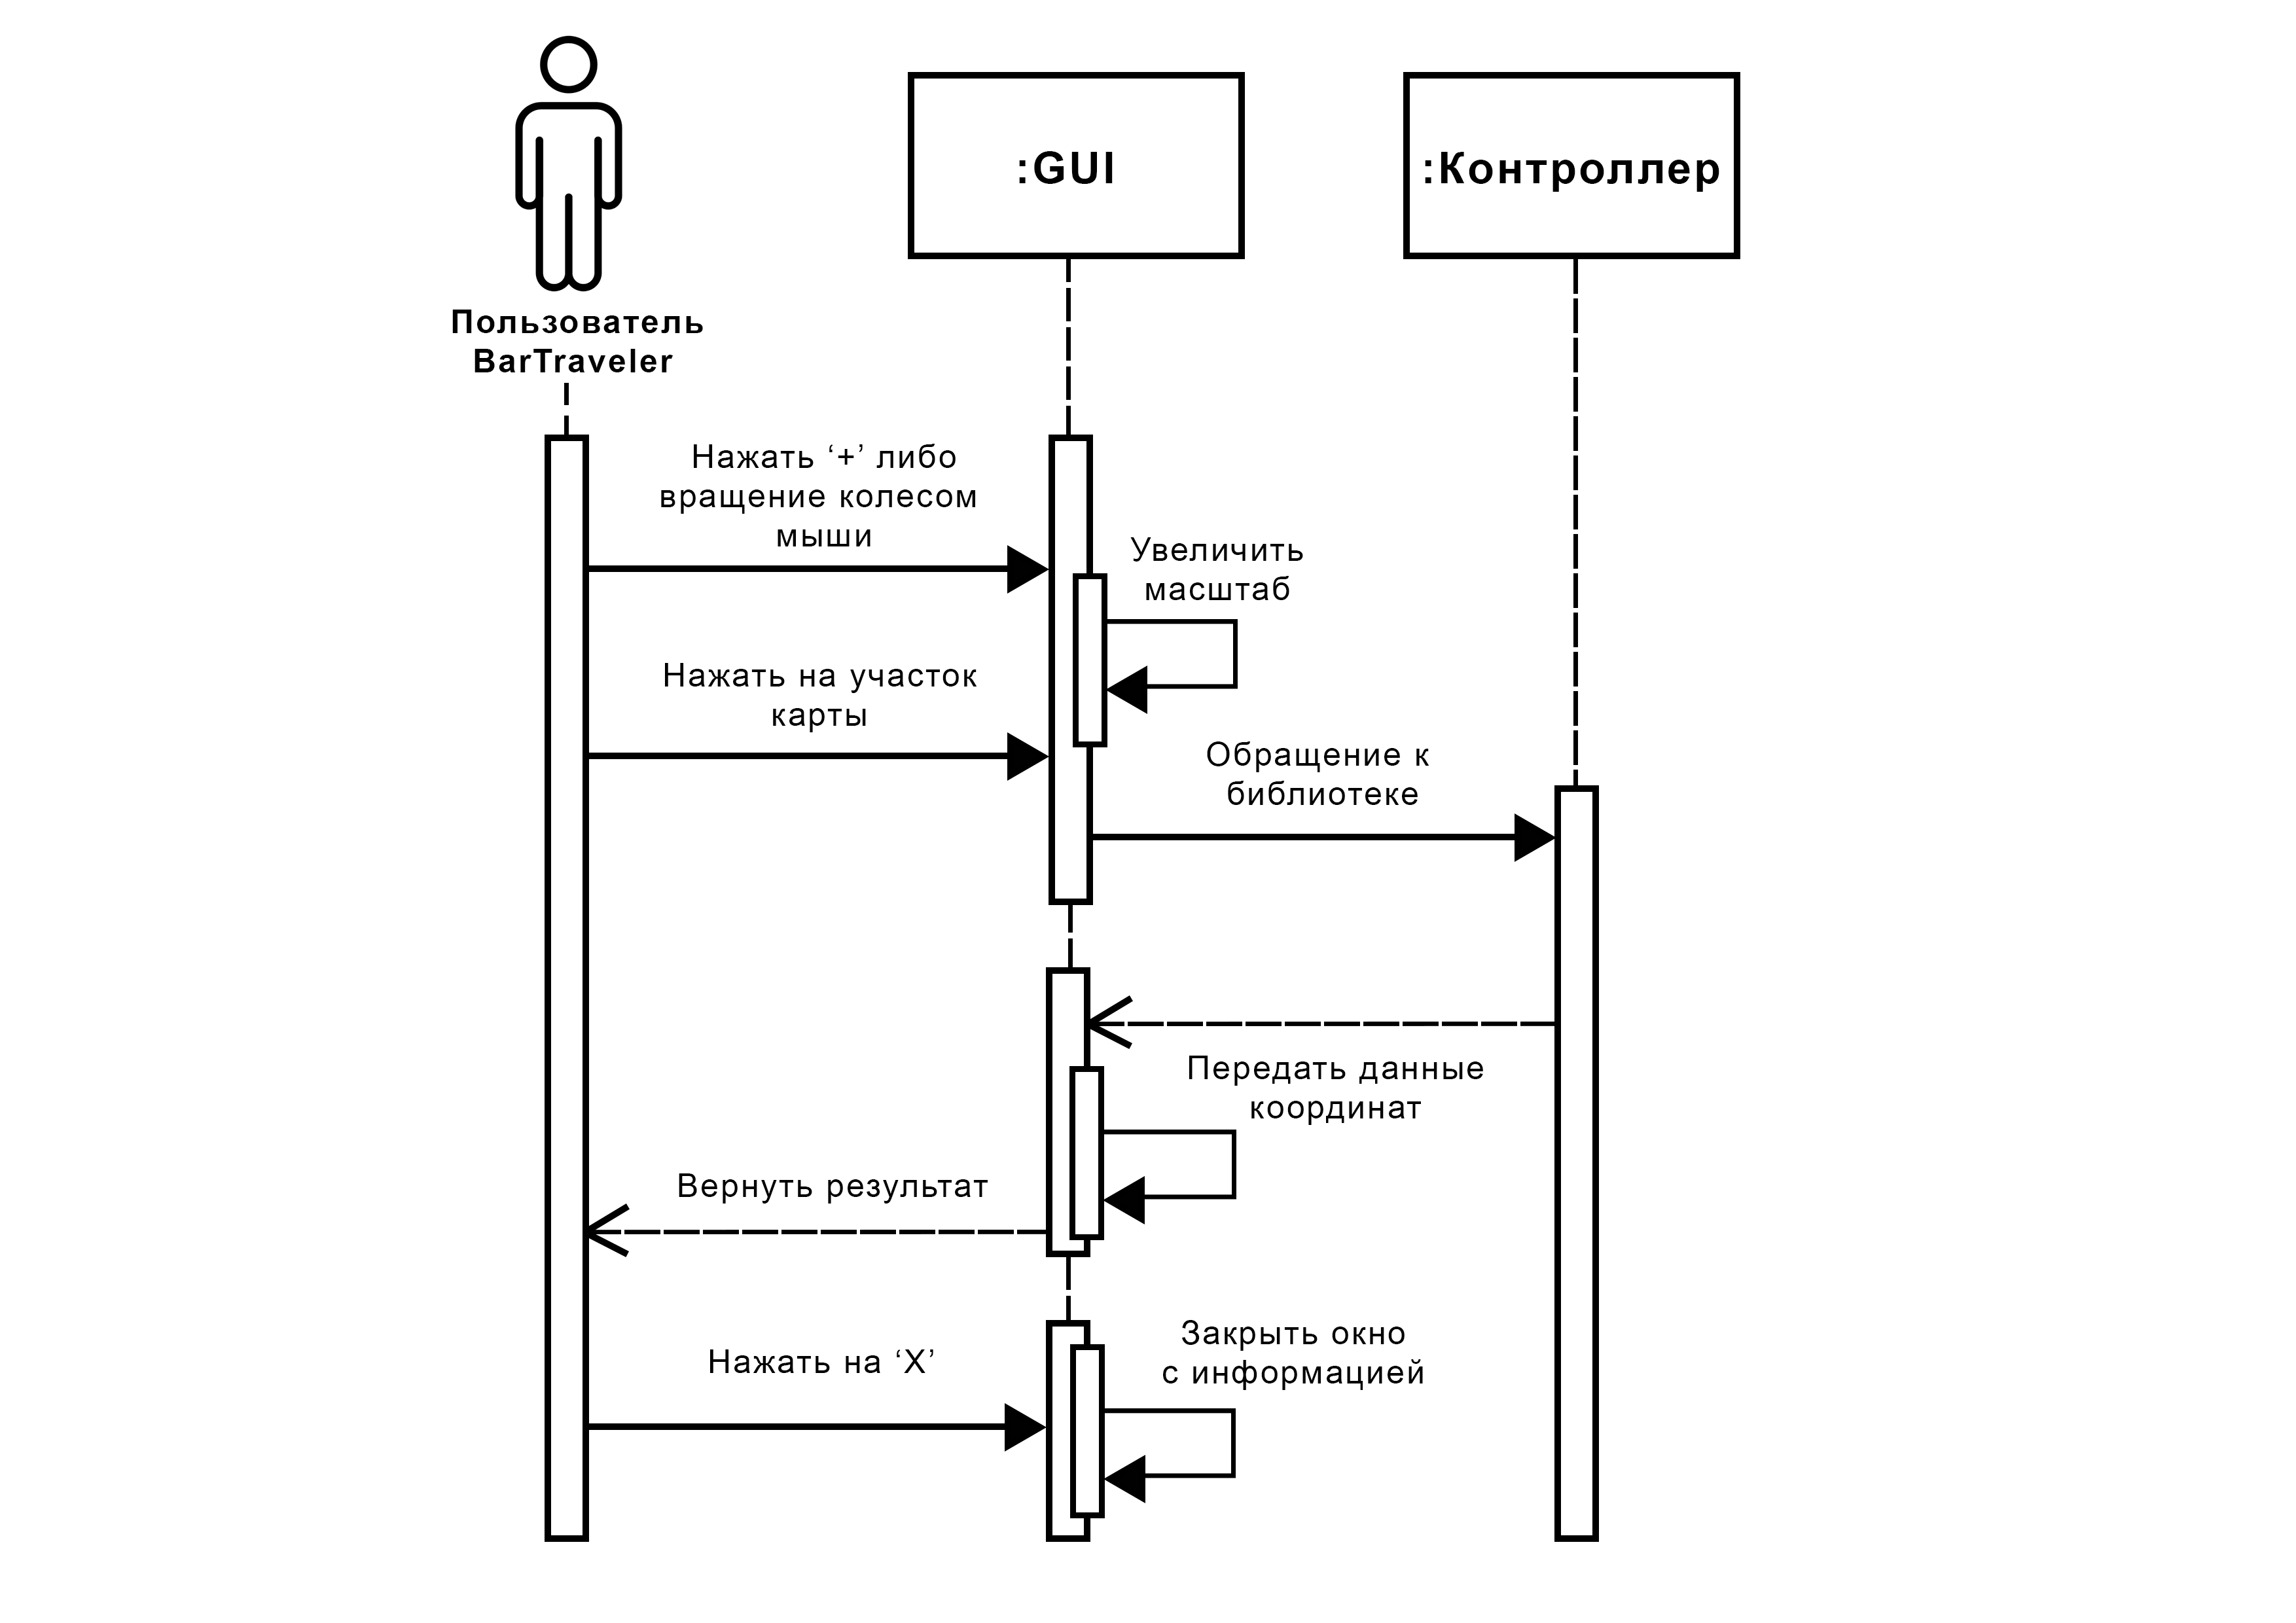 :GUI
:Контроллер
Пользователь
BarTraveler
Нажать ‘+’ либо
вращение колесом
мыши
Увеличить
масштаб
Нажать на участок
карты
Обращение к
библиотеке
Передать данные
координат
Вернуть результат
Закрыть окно
с информацией
Нажать на ‘X’